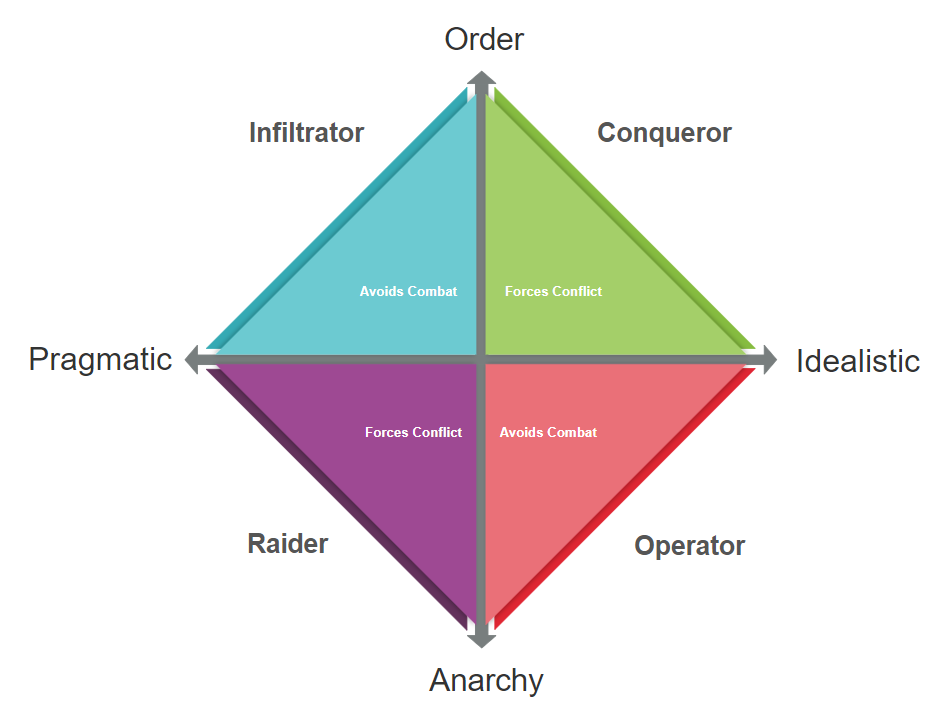 Order
Infiltrator
Conqueror
Avoids Combat
Forces Conflict
Pragmatic
Idealistic
Forces Conflict
Avoids Combat
Raider
Operator
Anarchy